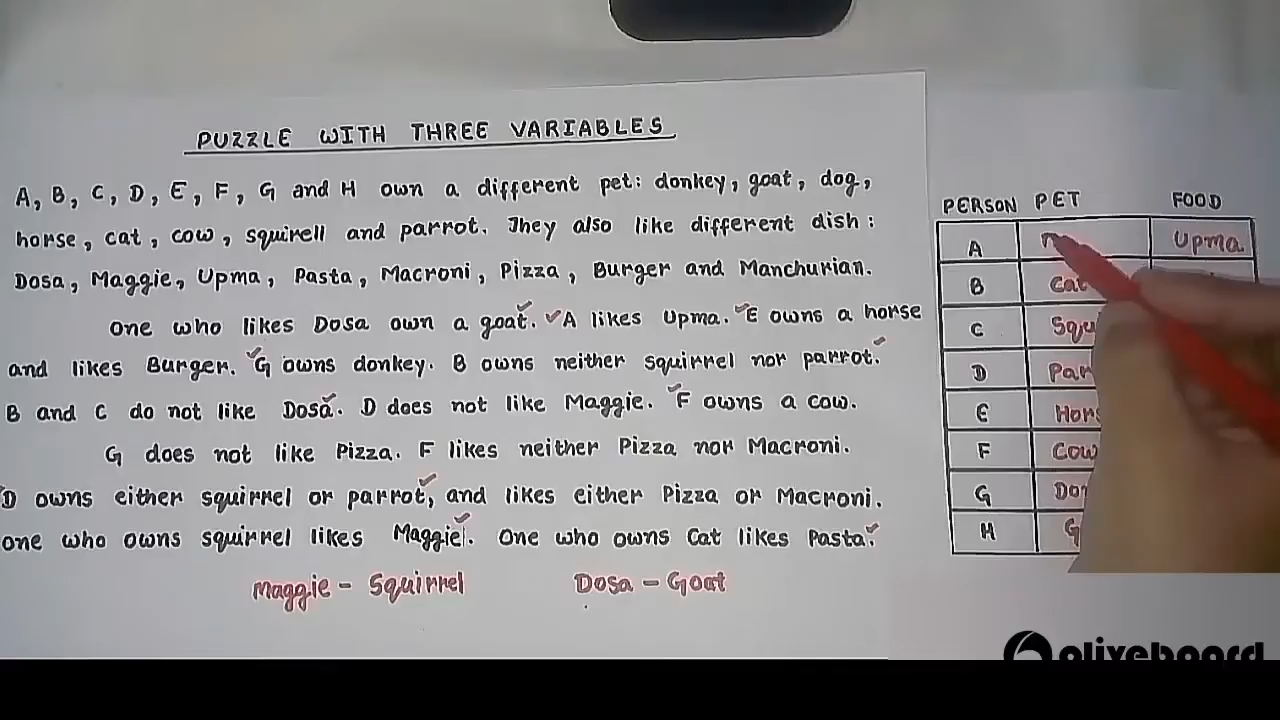 PUZZLE WITH THREE VARIABLES
A, B, C, D, E, F, G and H own a different pet: donkey, goat, dog,
horse, cat, cow, squirell and parrot. They also like different dish:
Dosa, Maggie, Upma, Pasta, Macroni, Pizza, Burger and Manchurian.
One who likes Dosa own a goat. A likes Upma. E owns a horse
and likes Burger. G owns donkey. B owns neither squirrel nor parrot.
B and C do not like Dosa. D does not like Maggie. F owns a cow.
G does not like Pizza. F likes neither Pizza nor Macroni.
D owns either squirrel or parrot, and likes either Pizza or Macroni.
one who owns squirrel likes Maggie. One who owns Cat likes Pasta.
Maggie - Squirrel Dosa - Goat
PERSON PET FOOD
A Upma
B Cat
C
D
E
F Cow
G
H
oliveboard